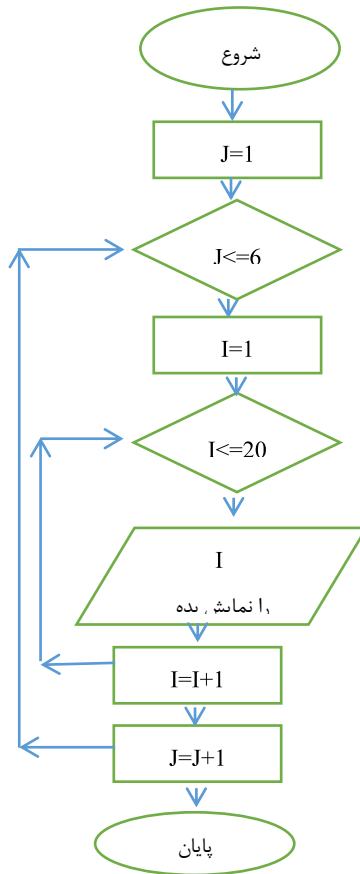 شروع
J=1
J<=6
I=1
I<=20
I
را نمایش بده
I=I+1
J=J+1
پایان